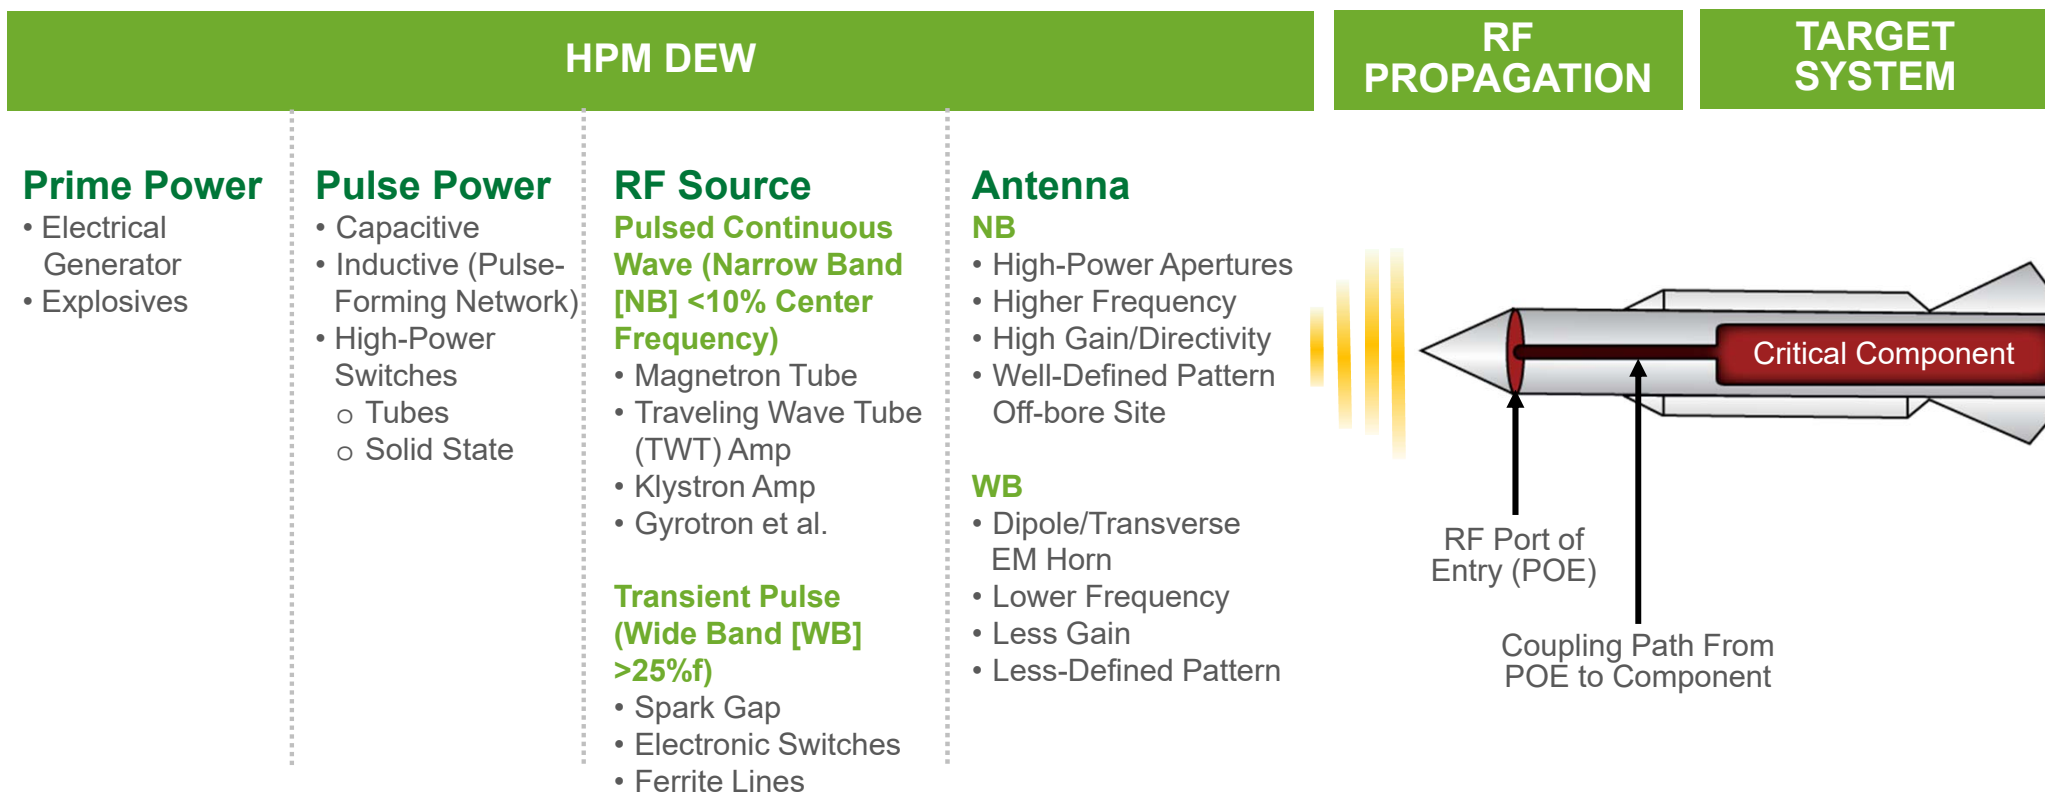 HPM DEW
RF
PROPAGATION
TARGET
SYSTEM
Prime Power
• Electrical
Generator
• Explosives
Pulse Power
• Capacitive
• Inductive (Pulse-
Forming Network)
• High-Power
Switches
o Tubes
o Solid State
RF Source
Pulsed Continuous
Wave (Narrow Band
[NB] <10% Center
Frequency)
• Magnetron Tube
• Traveling Wave Tube
(TWT) Amp
• Klystron Amp
• Gyrotron et al.
Transient Pulse
(Wide Band [WB]
>25%f)
• Spark Gap
• Electronic Switches
• Ferrite Lines
Antenna
NB
• High-Power Apertures
• Higher Frequency
• High Gain/Directivity
• Well-Defined Pattern
Off-bore Site
WB
• Dipole/Transverse
EM Horn
• Lower Frequency
• Less Gain
• Less-Defined Pattern
Critical Component
RF Port of
Entry (POE)
Coupling Path From
POE to Component